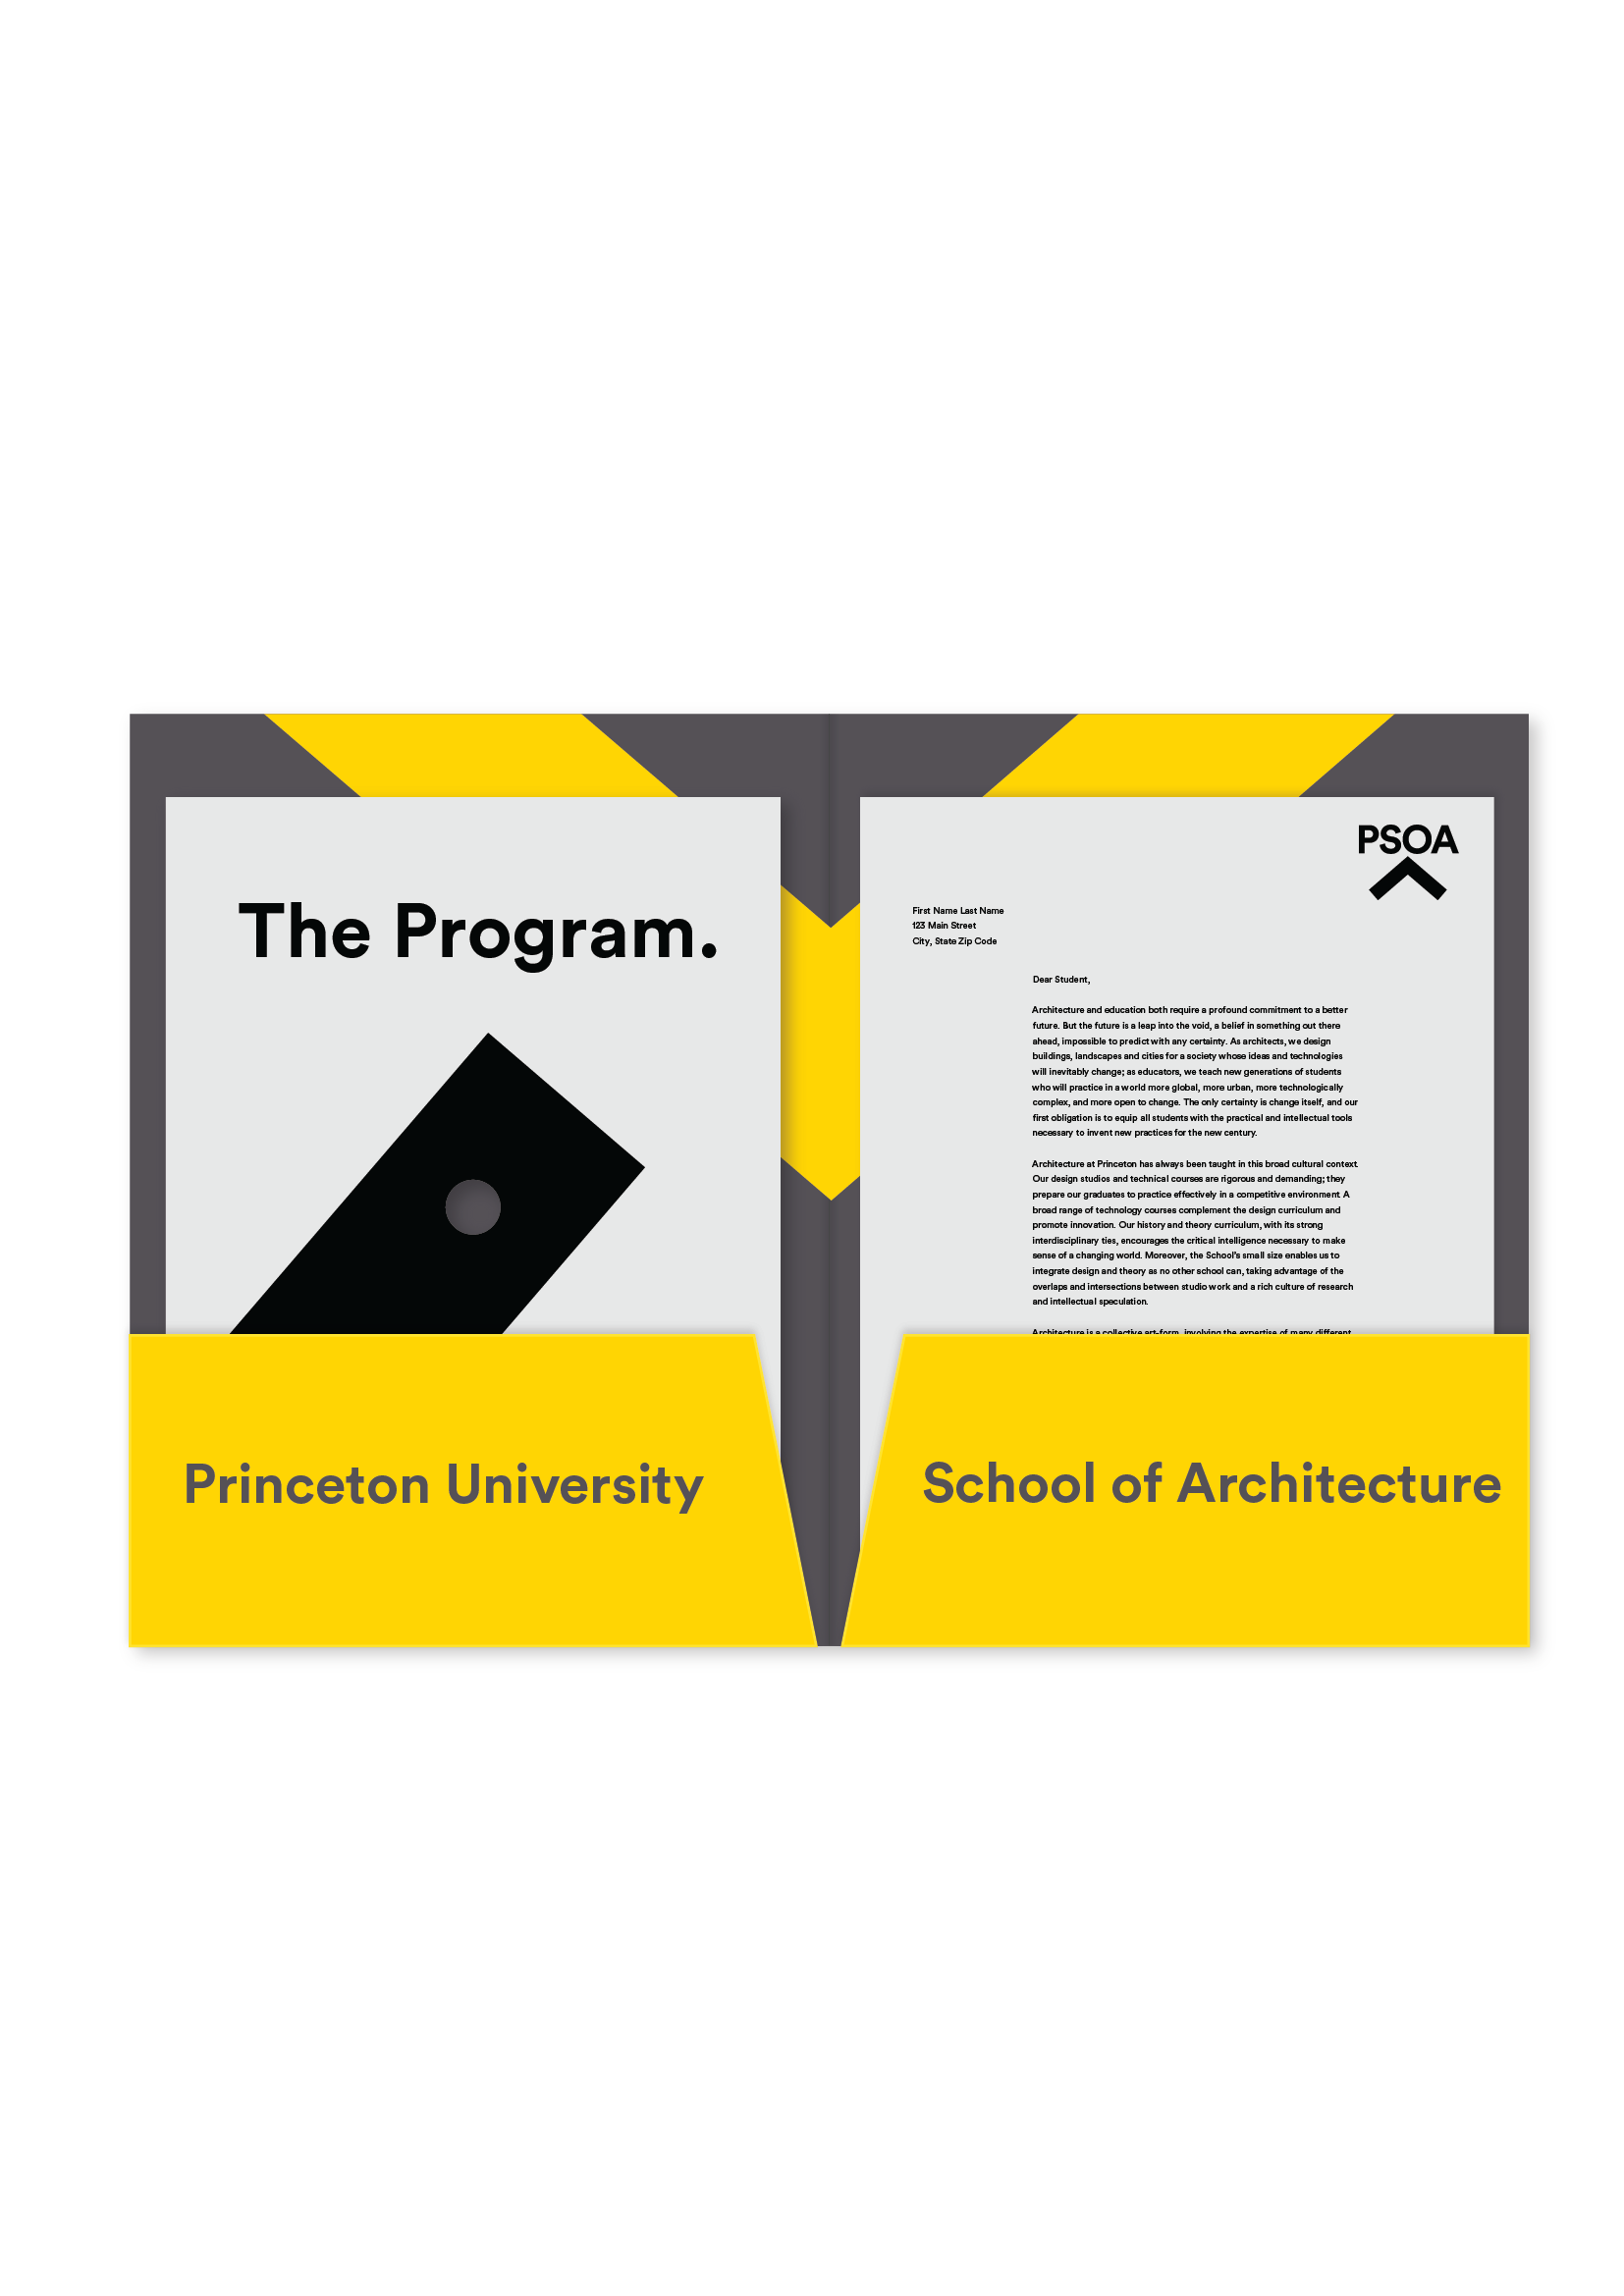 The Program.
PSOA
First Name Last Name
123 Main Street
City, State Zip Code
Dear Student,
Architecture and education both require a profound commitment to a better
future. But the future is a leap into the void, a belief in something out there
ahead, impossible to predict with any certainty. As architects, we design
buildings, landscapes and cities for a society whose ideas and technologies
will inevitably change; as educators, we teach new generations of students
who will practice in a world more global, more urban, more technologically
complex, and more open to change. The only certainty is change itself, and our
first obligation is to equip all students with the practical and intellectual tools
necessary to invent new practices for the new century.
Architecture at Princeton has always been taught in this broad cultural context.
Our design studios and technical courses are rigorous and demanding; they
prepare our graduates to practice effectively in a competitive environment. A
broad range of technology courses complement the design curriculum and
promote innovation. Our history and theory curriculum, with its strong
interdisciplinary ties, encourages the critical intelligence necessary to make
sense of a changing world. Moreover, the School's small size enables us to
integrate design and theory as no other school can, taking advantage of the
overlaps and intersections between studio work and a rich culture of research
and intellectual speculation.
Architecture is a collective art-form, involving the expertise of many different
Princeton University
School of Architecture